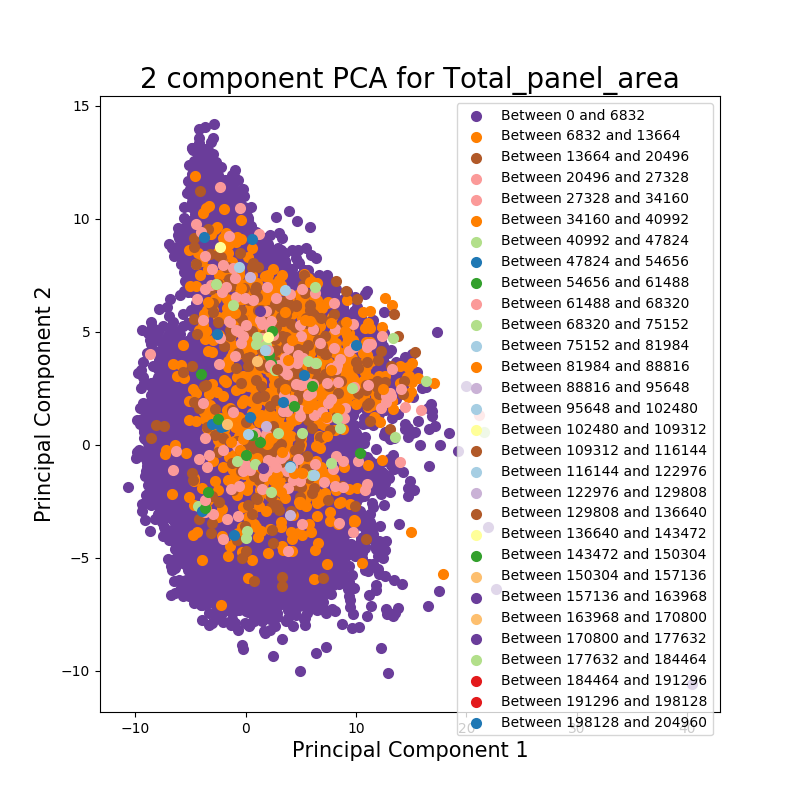 2 component PCA for Total_panel_area
15
10
5
0
−5
−10
Principal Component 2
−10
0
10
20
30
40
Principal Component 1
Between 0 and 6832
Between 6832 and 13664
Between 13664 and 20496
Between 20496 and 27328
Between 27328 and 34160
Between 34160 and 40992
Between 40992 and 47824
Between 47824 and 54656
Between 54656 and 61488
Between 61488 and 68320
Between 68320 and 75152
Between 75152 and 81984
Between 81984 and 88816
Between 88816 and 95648
Between 95648 and 102480
Between 102480 and 109312
Between 109312 and 116144
Between 116144 and 122976
Between 122976 and 129808
Between 129808 and 136640
Between 136640 and 143472
Between 143472 and 150304
Between 150304 and 157136
Between 157136 and 163968
Between 163968 and 170800
Between 170800 and 177632
Between 177632 and 184464
Between 184464 and 191296
Between 191296 and 198128
Between 198128 and 204960